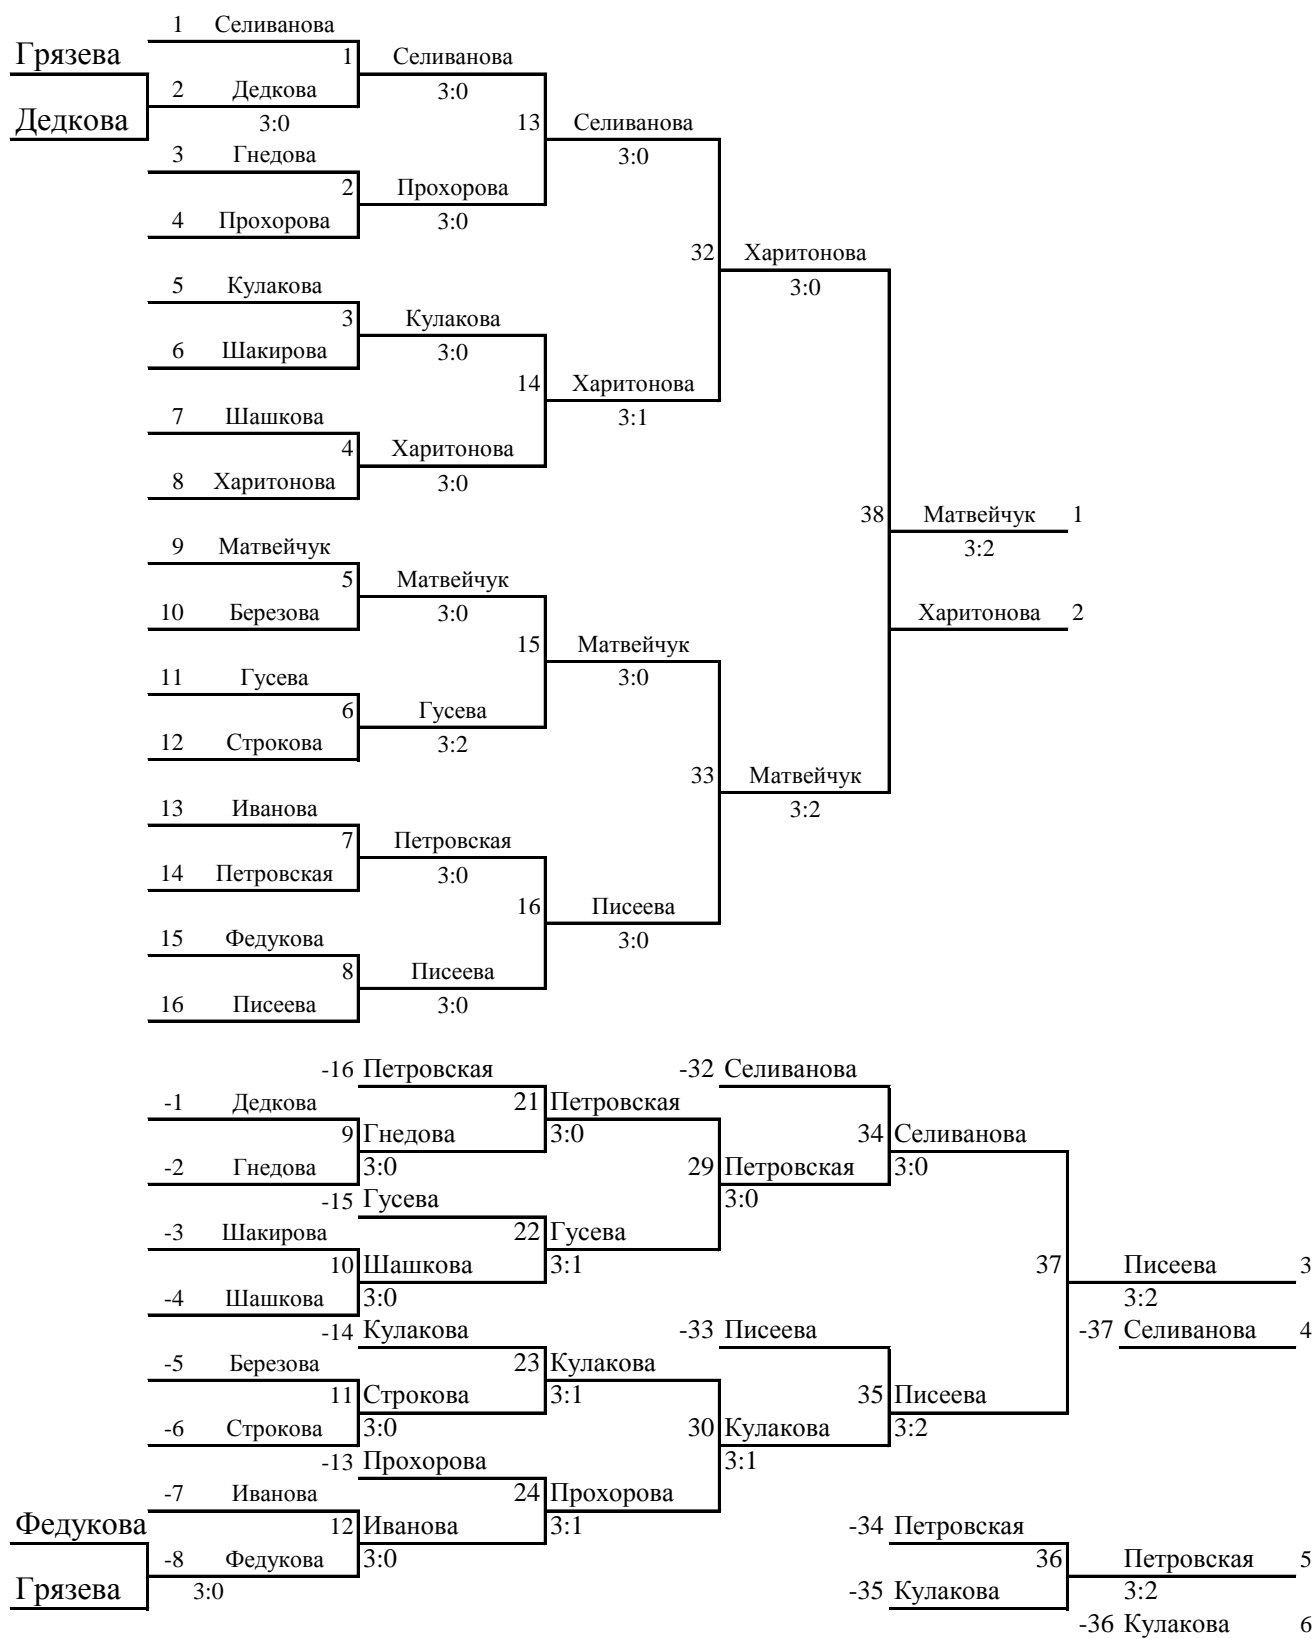 1 Селиванова
Грязева
1 Селиванова
2 Дедкова 3:0
Дедкова 3:0
13 Селиванова
3 Гнедова 3:0
2 Прохорова
4 Прохорова 3:0
32 Харитонова
5 Кулакова 3:0
3 Кулакова
6 Шакирова 3:0
14 Харитонова
7 Шашкова 3:1
4 Харитонова
8 Харитонова 3:0
38 Матвейчук 1
9 Матвейчук 3:2
5 Матвейчук
10 Березова 3:0 Харитонова 2
15 Матвейчук
11 Гусева 3:0
6 Гусева
12 Строкова 3:2
33 Матвейчук
13 Иванова 3:2
7 Петровская
14 Петровская 3:0
16 Писеева
15 Федукова 3:0
8 Писеева
16 Писеева 3:0
-16 Петровская -32 Селиванова
-1 Дедкова 21 Петровская
9 Гнедова 3:0 34 Селиванова
-2 Гнедова 3:0 29 Петровская 3:0
-15 Гусева 3:0
-3 Шакирова 22 Гусева
10 Шашкова 3:1 37 Писеева 3
-4 Шашкова 3:0 3:2
-14 Кулакова -33 Писеева -37 Селиванова 4
-5 Березова 23 Кулакова
11 Строкова 3:1 35 Писеева
-6 Строкова 3:0 30 Кулакова 3:2
-13 Прохорова 3:1
-7 Иванова 24 Прохорова
Федукова 12 Иванова 3:1 -34 Петровская
-8 Федукова 3:0 36 Петровская 5
Грязева 3:0 -35 Кулакова 3:2
-36 Кулакова 6